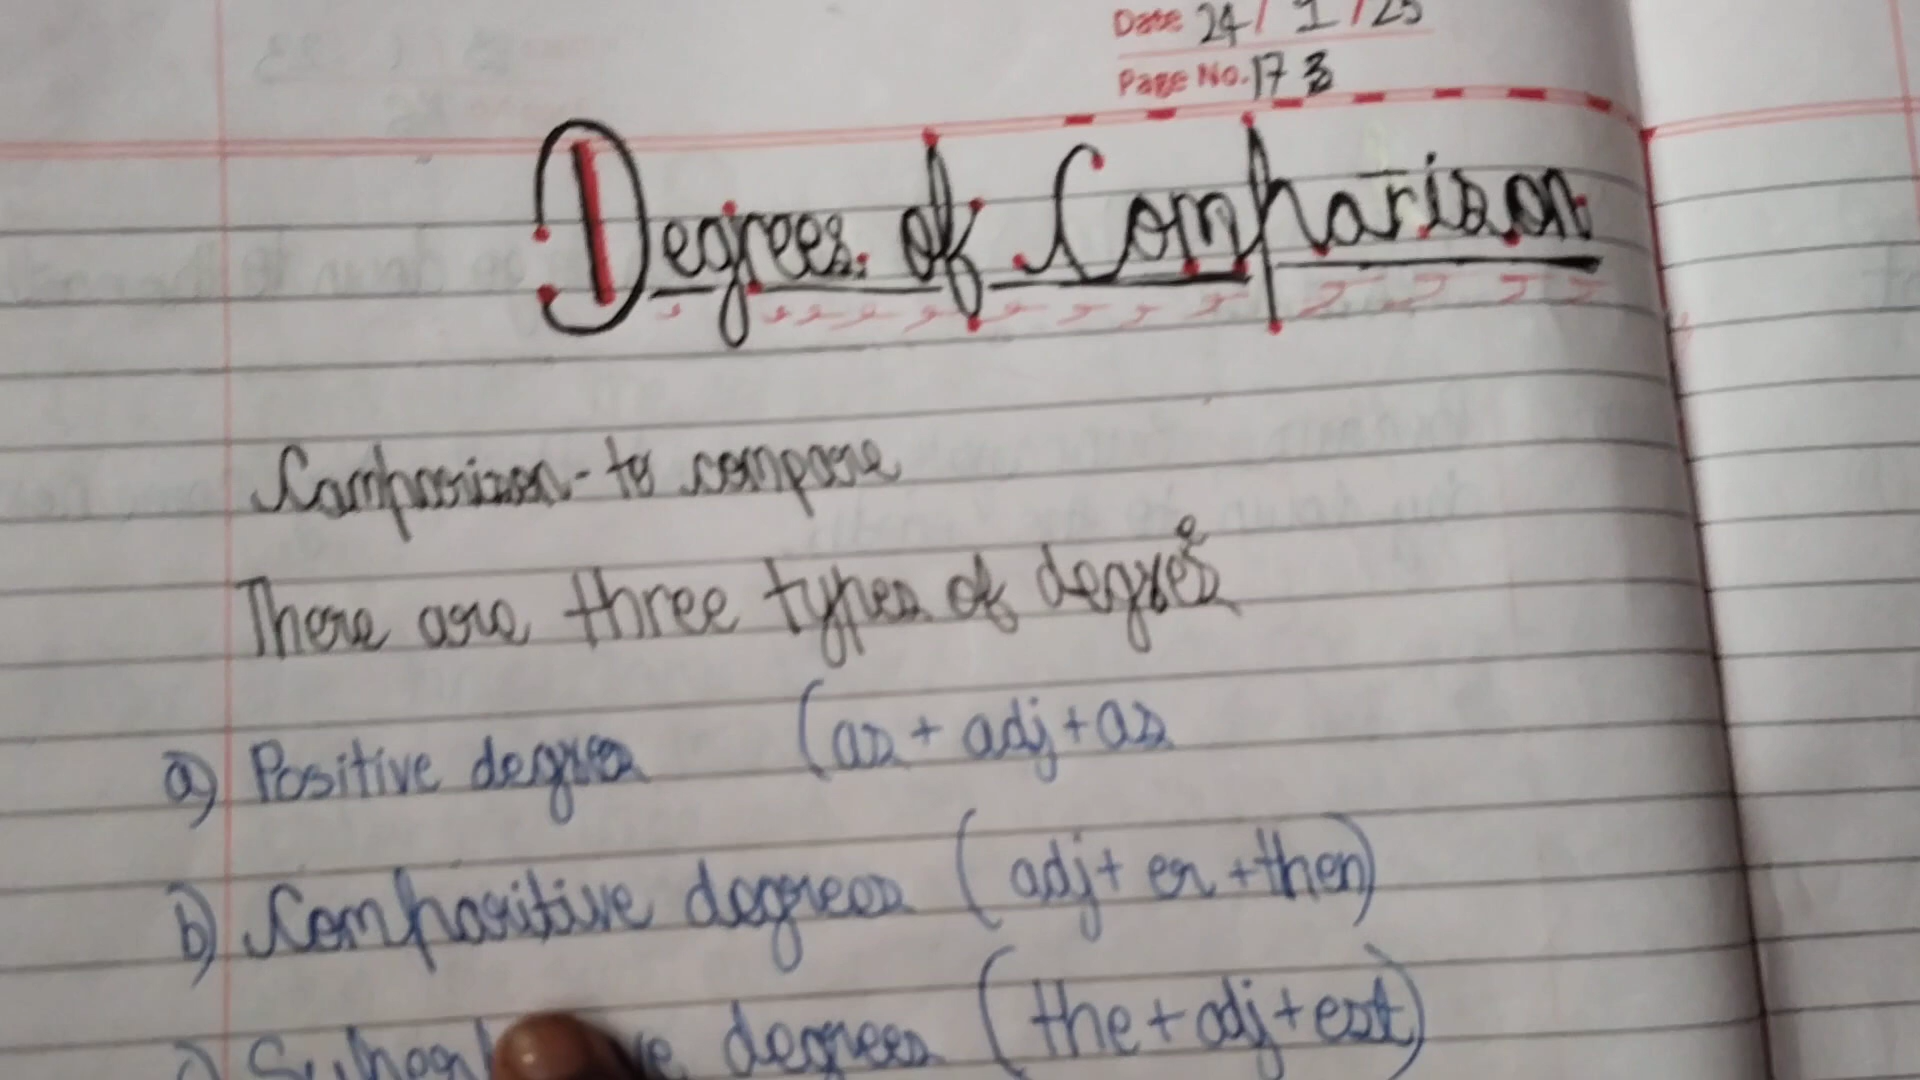 Date 24/1/25
Page No. 173
Degrees of Comparison
Comparison - to compare
There are three types of degrees
a) Positive degree (as + adj + as
b) Comparitive degrees (adj + er + then)
degrees (the + adj + est)